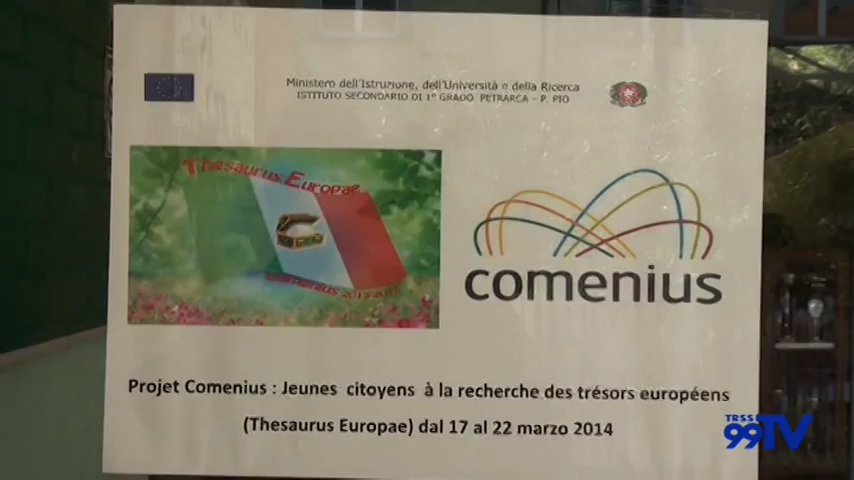 Ministero dell'Istruzione, dell'Università e della Ricerca
ISTITUTO SECONDARIO DI 1° GRADO PETRARCA - P. PIO
Thesaurus Europae
comenius
Projet Comenius : Jeunes citoyens à la recherche des trésors européens
(Thesaurus Europae) dal 17 al 22 marzo 2014
TRSS
99TV